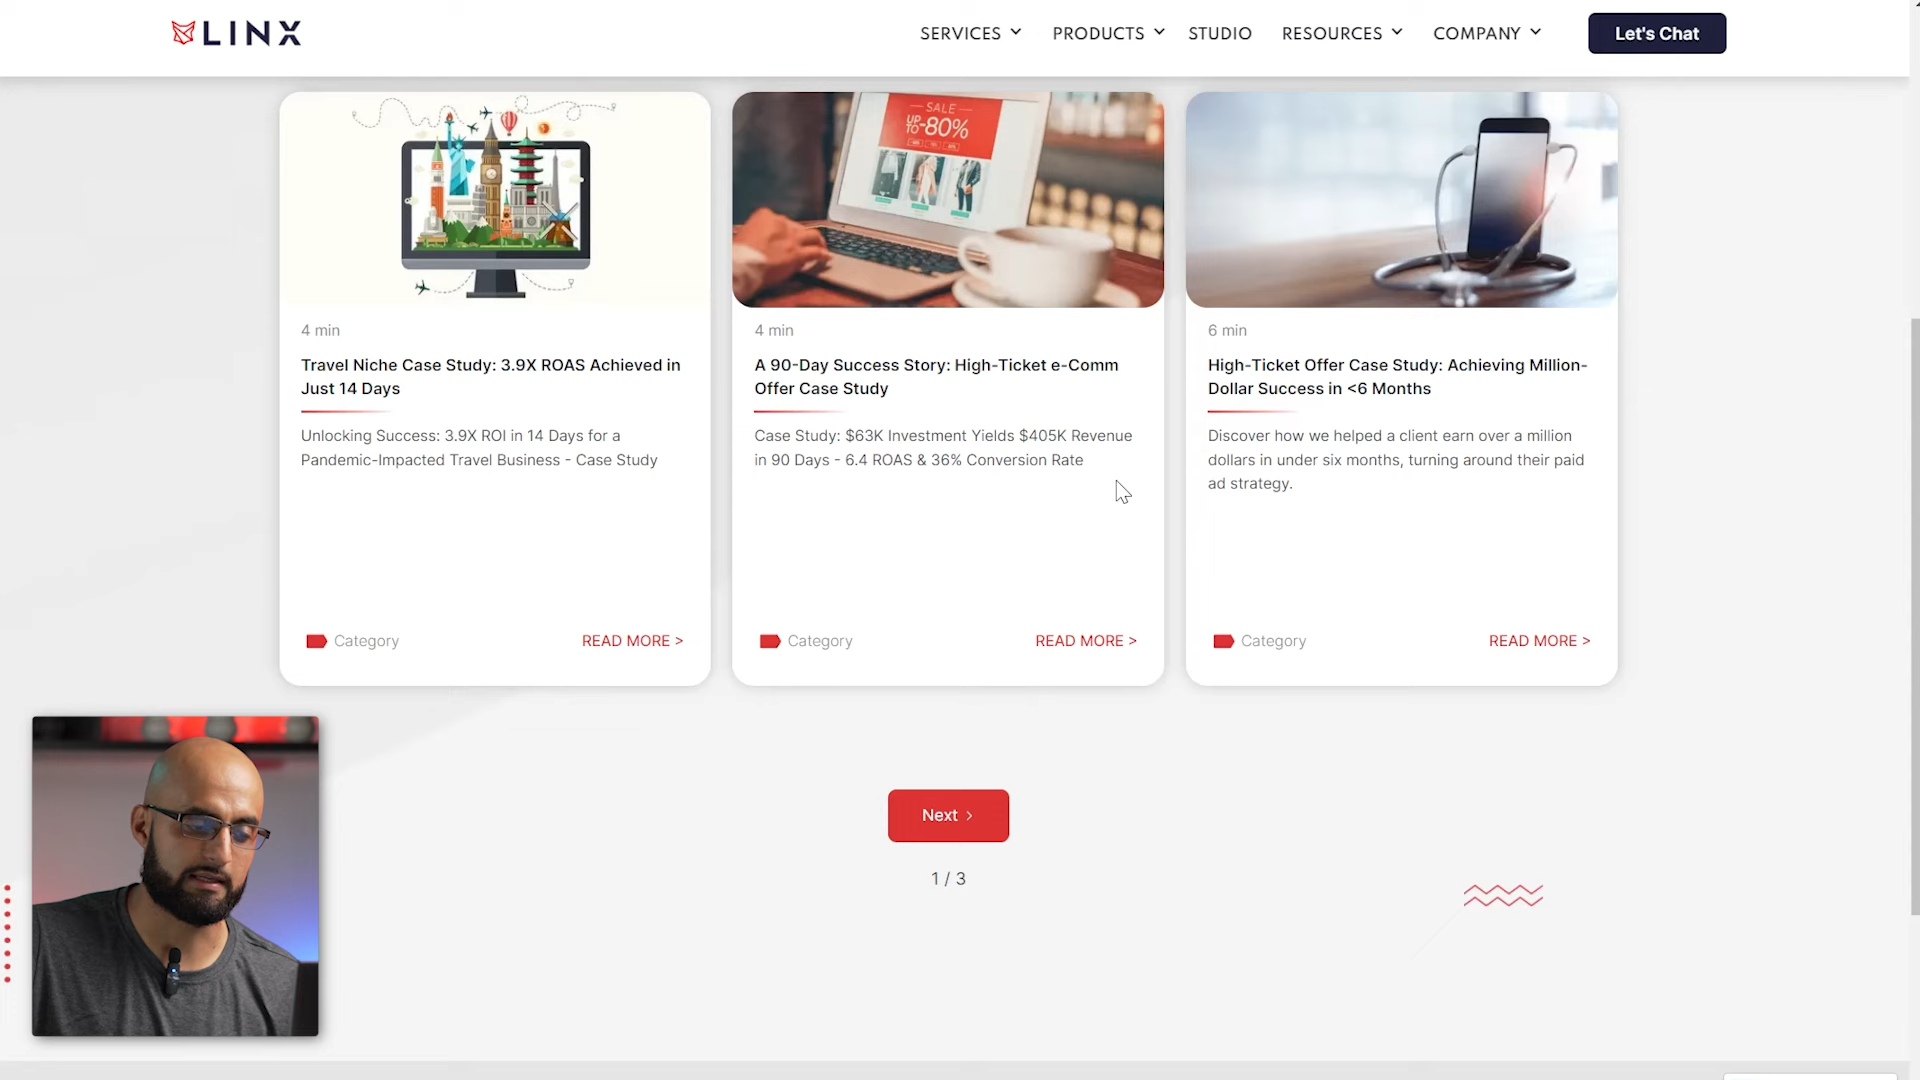 LINX
SERVICES
PRODUCTS
STUDIO
RESOURCES
COMPANY
Let's Chat
SALE
UP TO -80%
4 min
Travel Niche Case Study: 3.9X ROAS Achieved in
Just 14 Days
Unlocking Success: 3.9X ROI in 14 Days for a
Pandemic-Impacted Travel Business - Case Study
Category
READ MORE >
4 min
A 90-Day Success Story: High-Ticket e-Comm
Offer Case Study
Case Study: $63K Investment Yields $405K Revenue
in 90 Days - 6.4 ROAS & 36% Conversion Rate
Category
READ MORE >
6 min
High-Ticket Offer Case Study: Achieving Million-
Dollar Success in <6 Months
Discover how we helped a client earn over a million
dollars in under six months, turning around their paid
ad strategy.
Category
READ MORE >
Next >
1 / 3